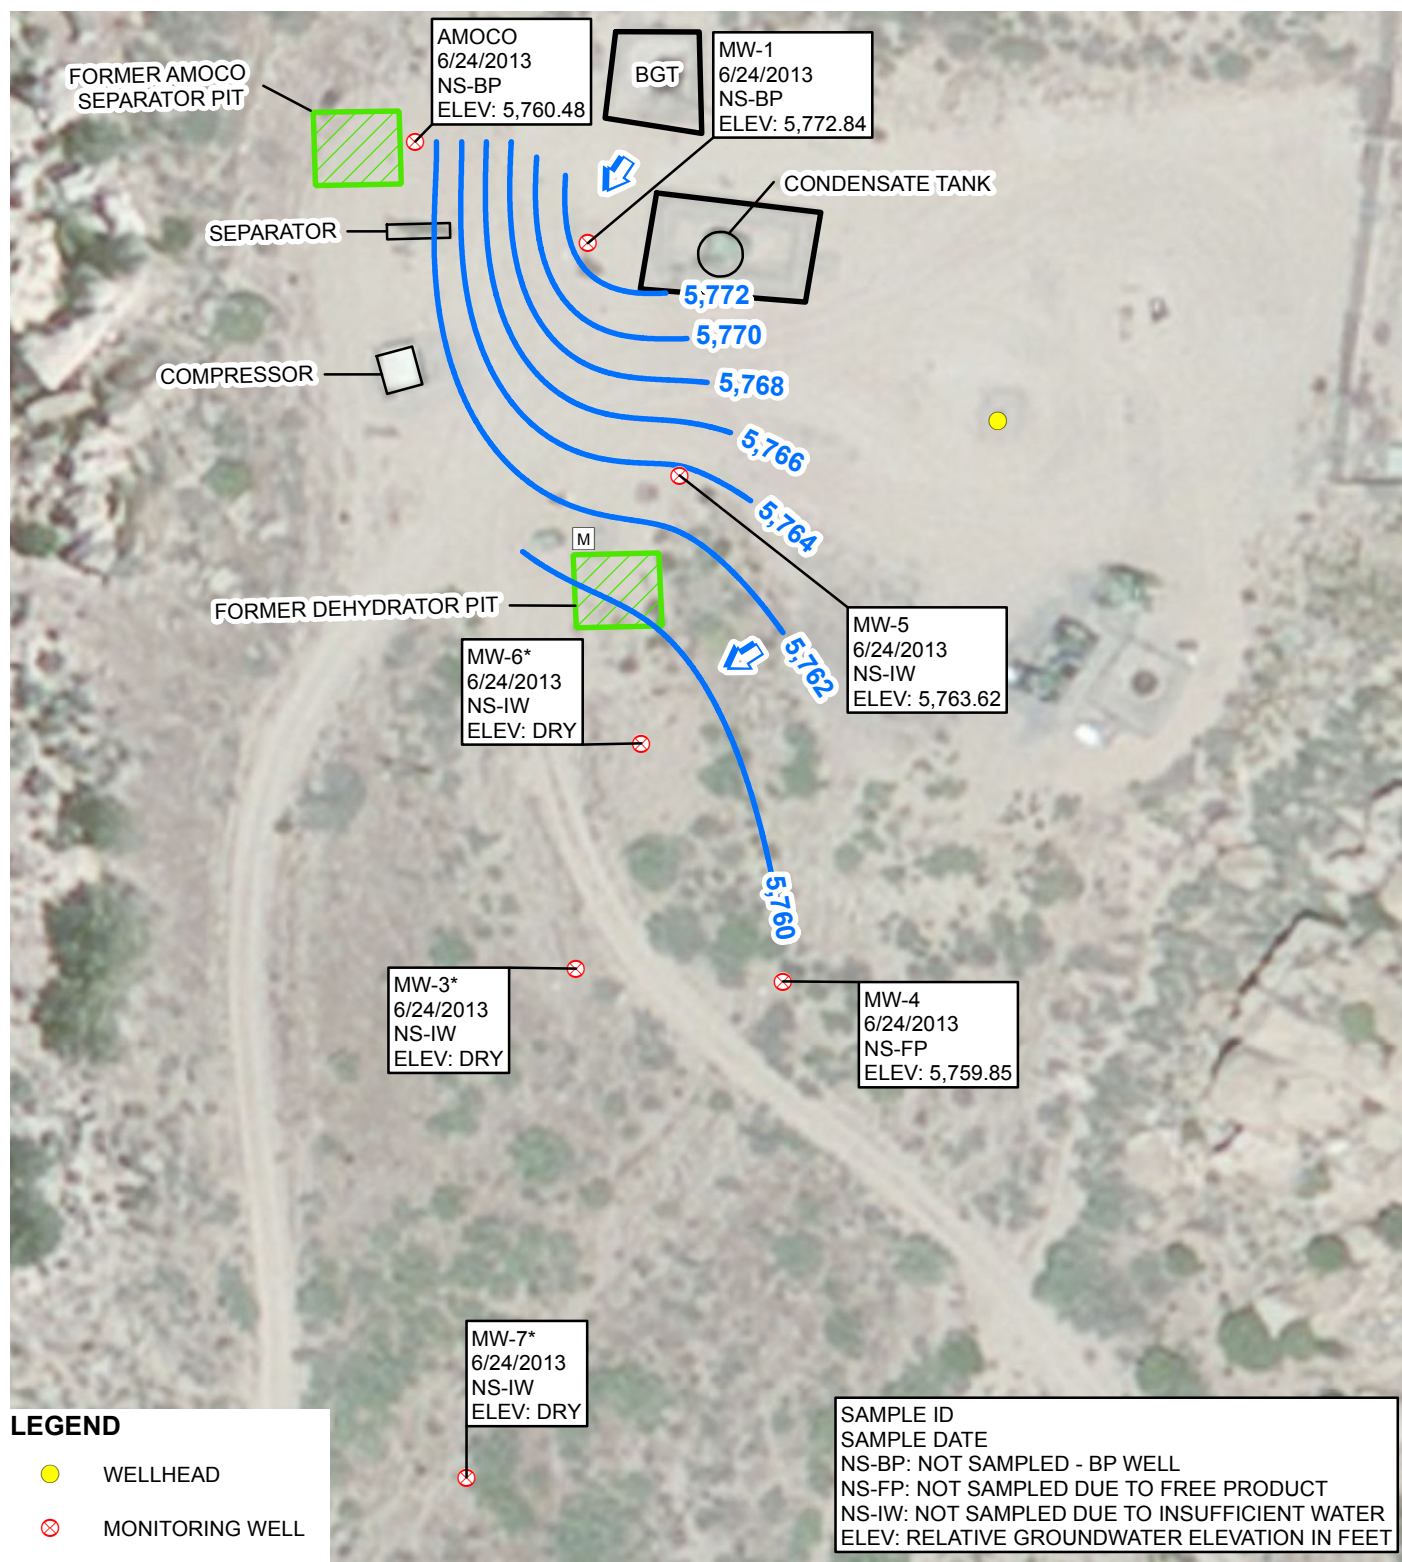 AMOCO
6/24/2013
NS-BP
ELEV: 5,760.48
BGT
MW-1
6/24/2013
NS-BP
ELEV: 5,772.84
FORMER AMOCO
SEPARATOR PIT
CONDENSATE TANK
SEPARATOR
5,772
5,770
COMPRESSOR
5,768
5,766
5,764
M
FORMER DEHYDRATOR PIT
MW-5
6/24/2013
NS-IW
ELEV: 5,763.62
5,762
MW-6*
6/24/2013
NS-IW
ELEV: DRY
5,760
MW-3*
6/24/2013
NS-IW
ELEV: DRY
MW-4
6/24/2013
NS-FP
ELEV: 5,759.85
MW-7*
6/24/2013
NS-IW
ELEV: DRY
LEGEND
WELLHEAD
MONITORING WELL
SAMPLE ID
SAMPLE DATE
NS-BP: NOT SAMPLED - BP WELL
NS-FP: NOT SAMPLED DUE TO FREE PRODUCT
NS-IW: NOT SAMPLED DUE TO INSUFFICIENT WATER
ELEV: RELATIVE GROUNDWATER ELEVATION IN FEET